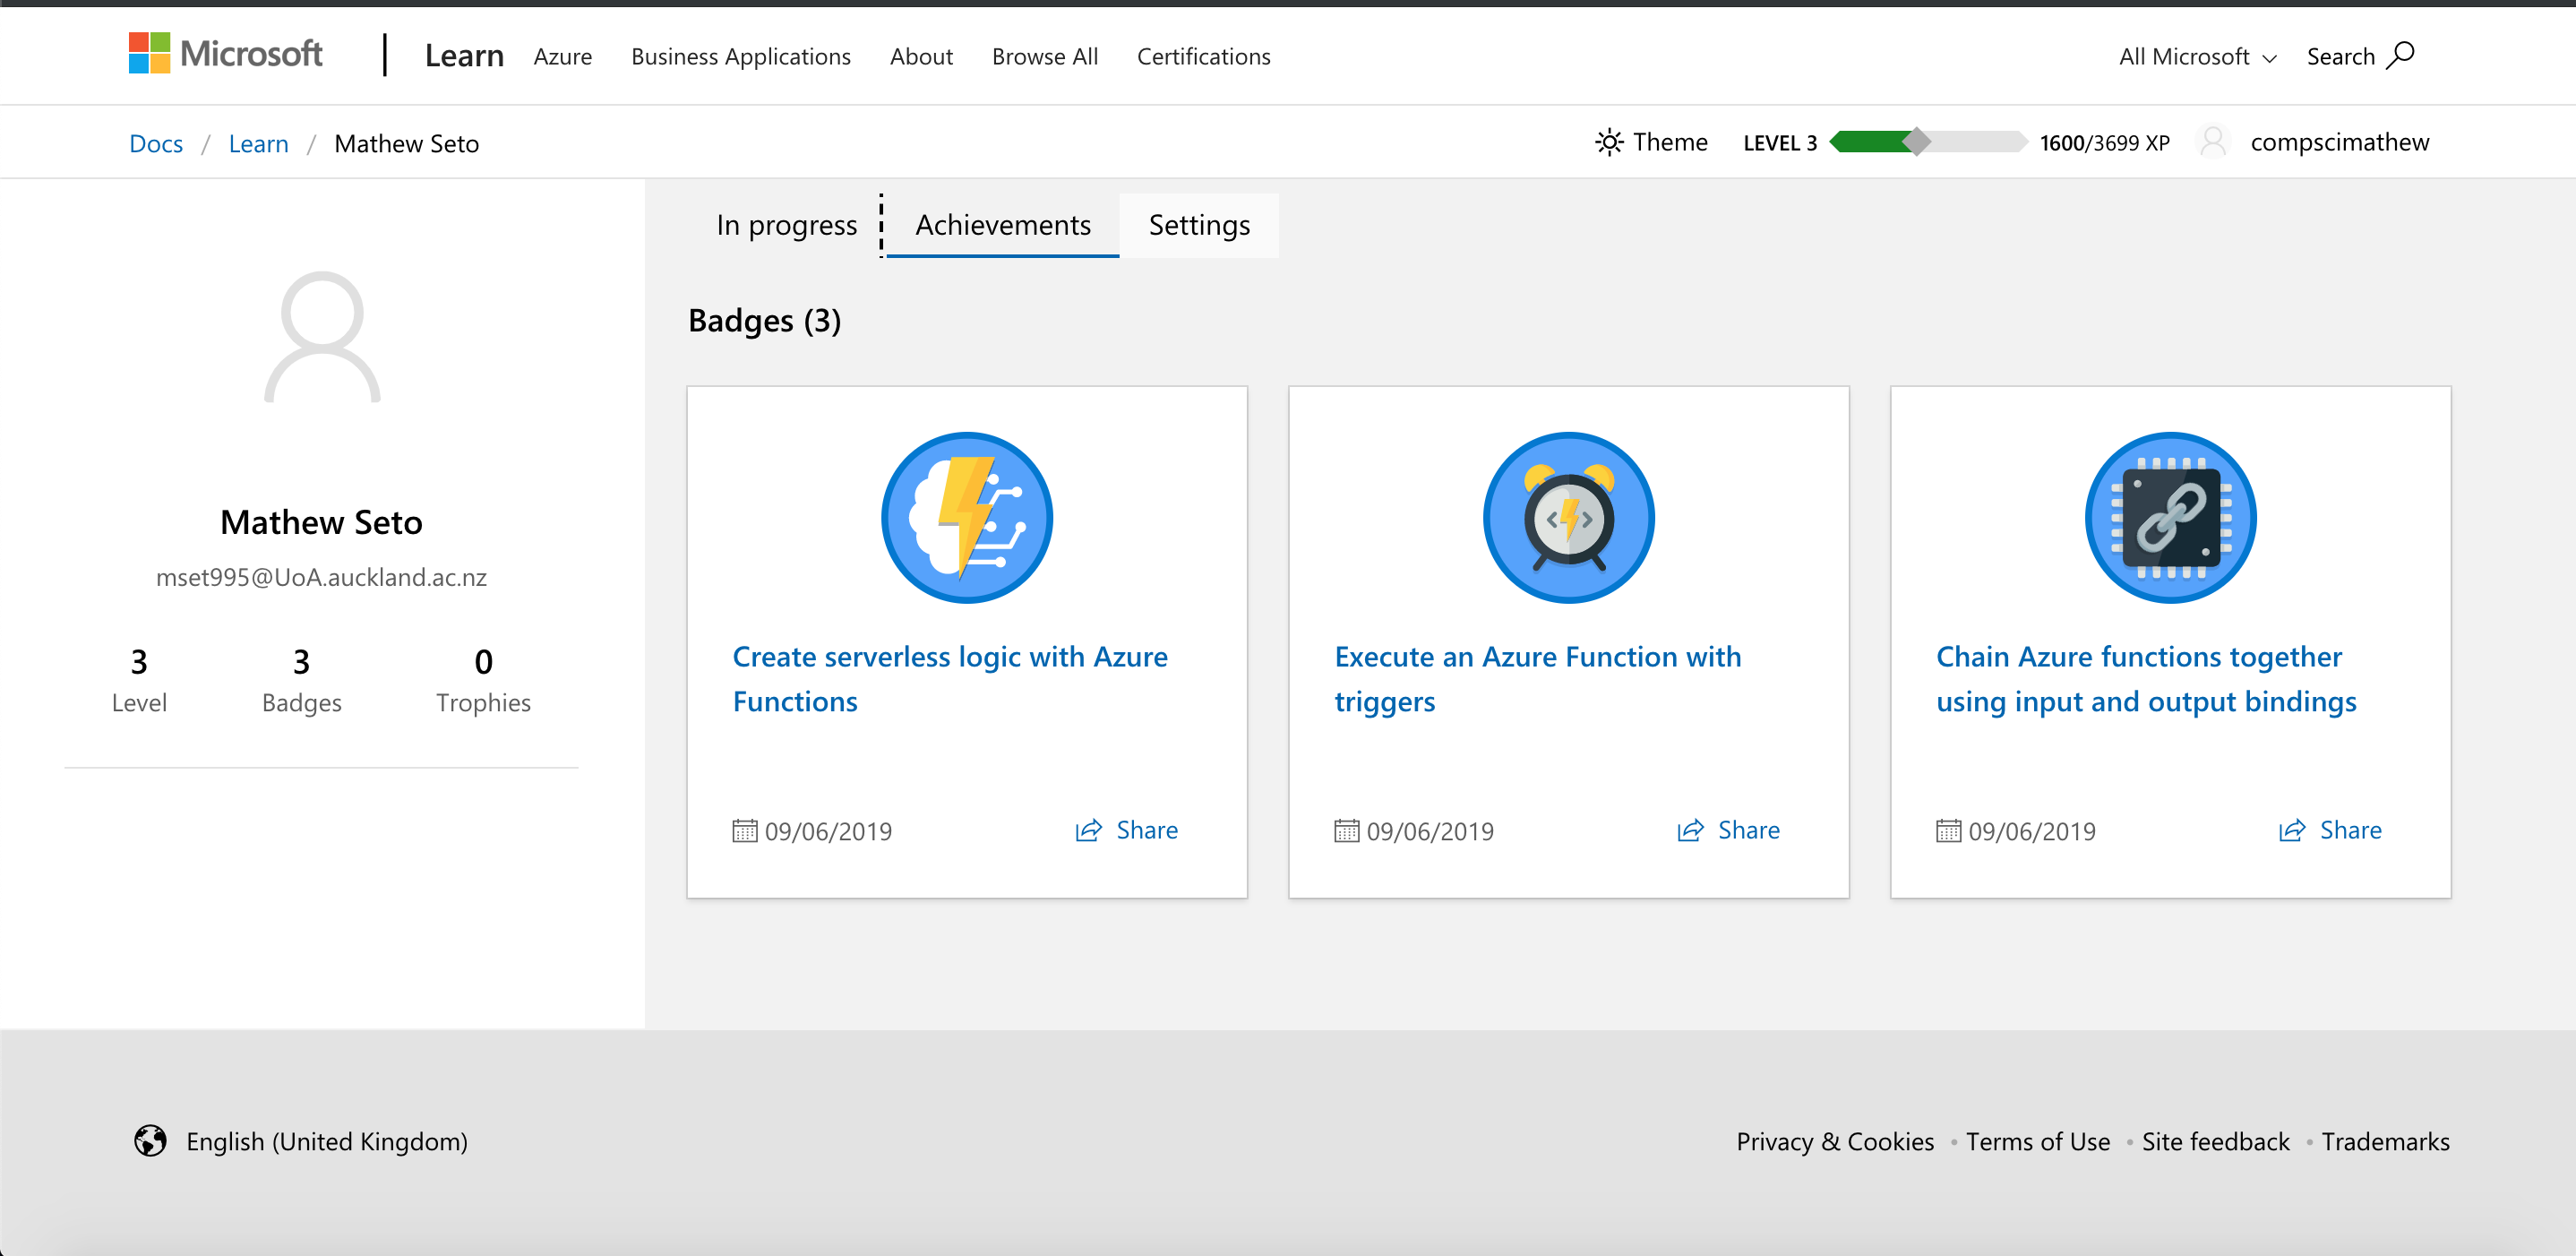 Microsoft
Learn Azure Business Applications About Browse All Certifications All Microsoft Search
Docs / Learn / Mathew Seto Theme LEVEL 3 1600/3699 XP compscimathew
In progress Achievements Settings
Badges (3)
Mathew Seto
mset995@UoA.auckland.ac.nz
3 3 0
Level Badges Trophies
Create serverless logic with Azure
Functions
09/06/2019 Share
Execute an Azure Function with
triggers
09/06/2019 Share
Chain Azure functions together
using input and output bindings
09/06/2019 Share
English (United Kingdom)
Privacy & Cookies • Terms of Use • Site feedback • Trademarks